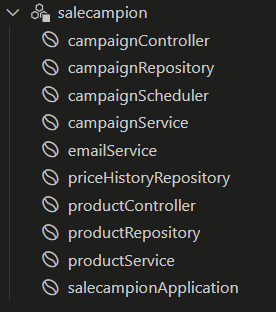 salecampion
campaignController
campaignRepository
campaignScheduler
campaignService
emailService
priceHistoryRepository
productController
productRepository
productService
salecampionApplication